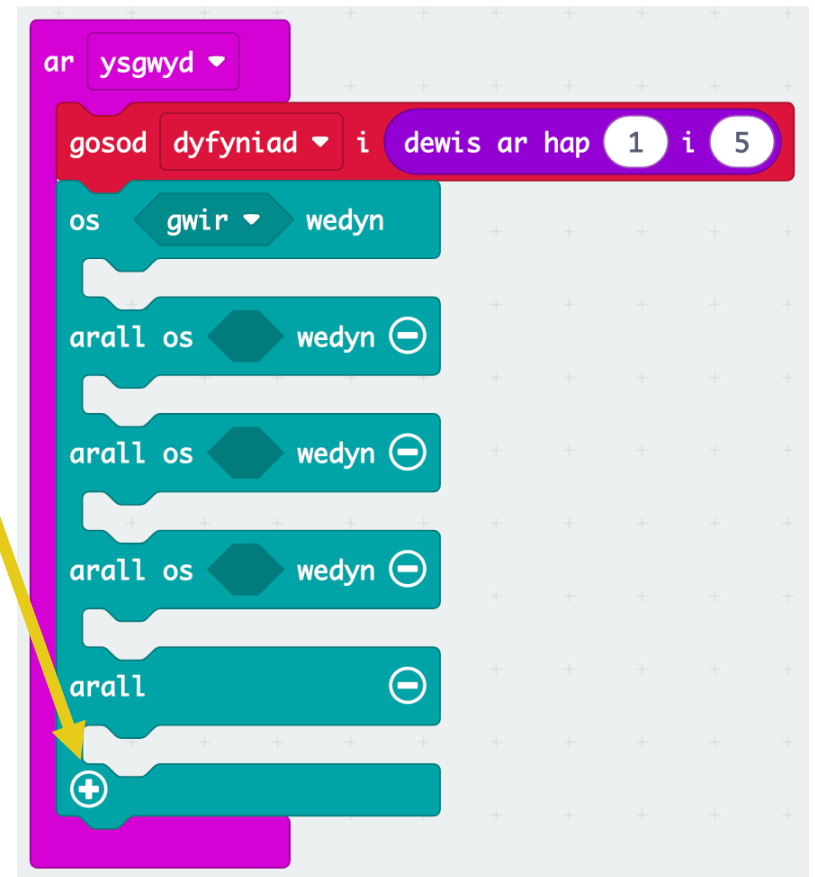 ar ysgwyd
gosod dyfyniad i dewis ar hap 1 i 5
os gwir wedyn
arall os wedyn
arall os wedyn
arall os wedyn
arall